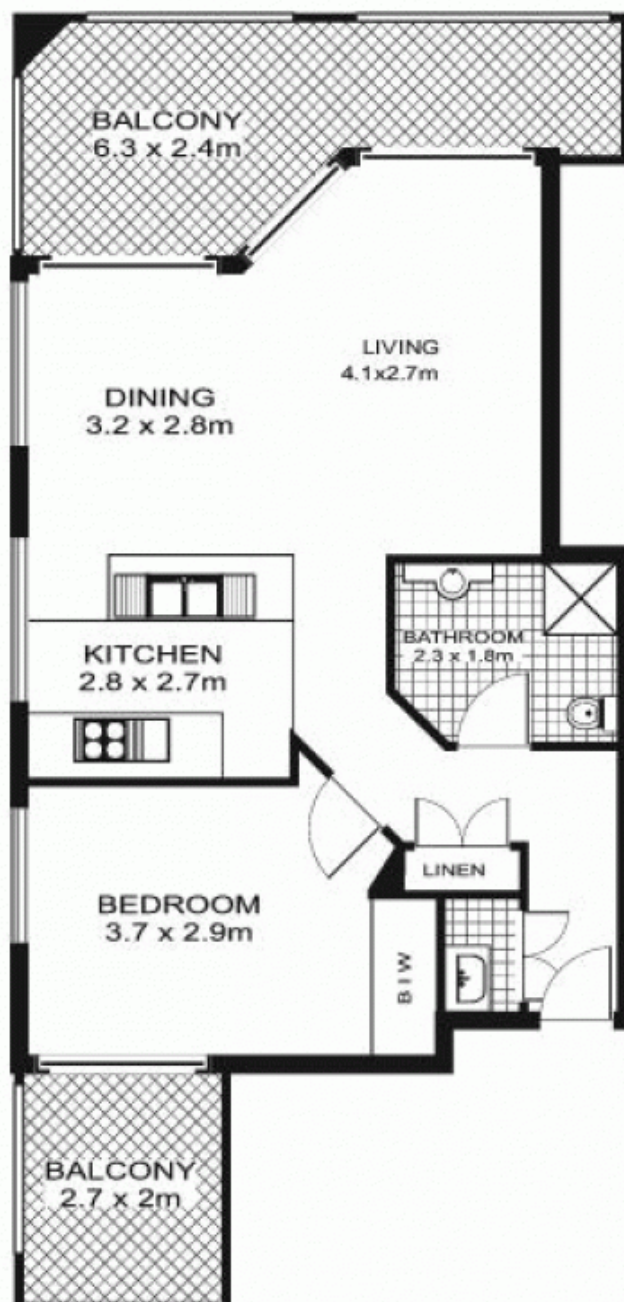 BALCONY
6.3 x 2.4m
LIVING
4.1x2.7m
DINING
3.2 x 2.8m
KITCHEN
2.8 x 2.7m
BATHROOM
2.3 x 1.8m
LINEN
BEDROOM
3.7 x 2.9m
B I W
BALCONY
2.7 x 2m